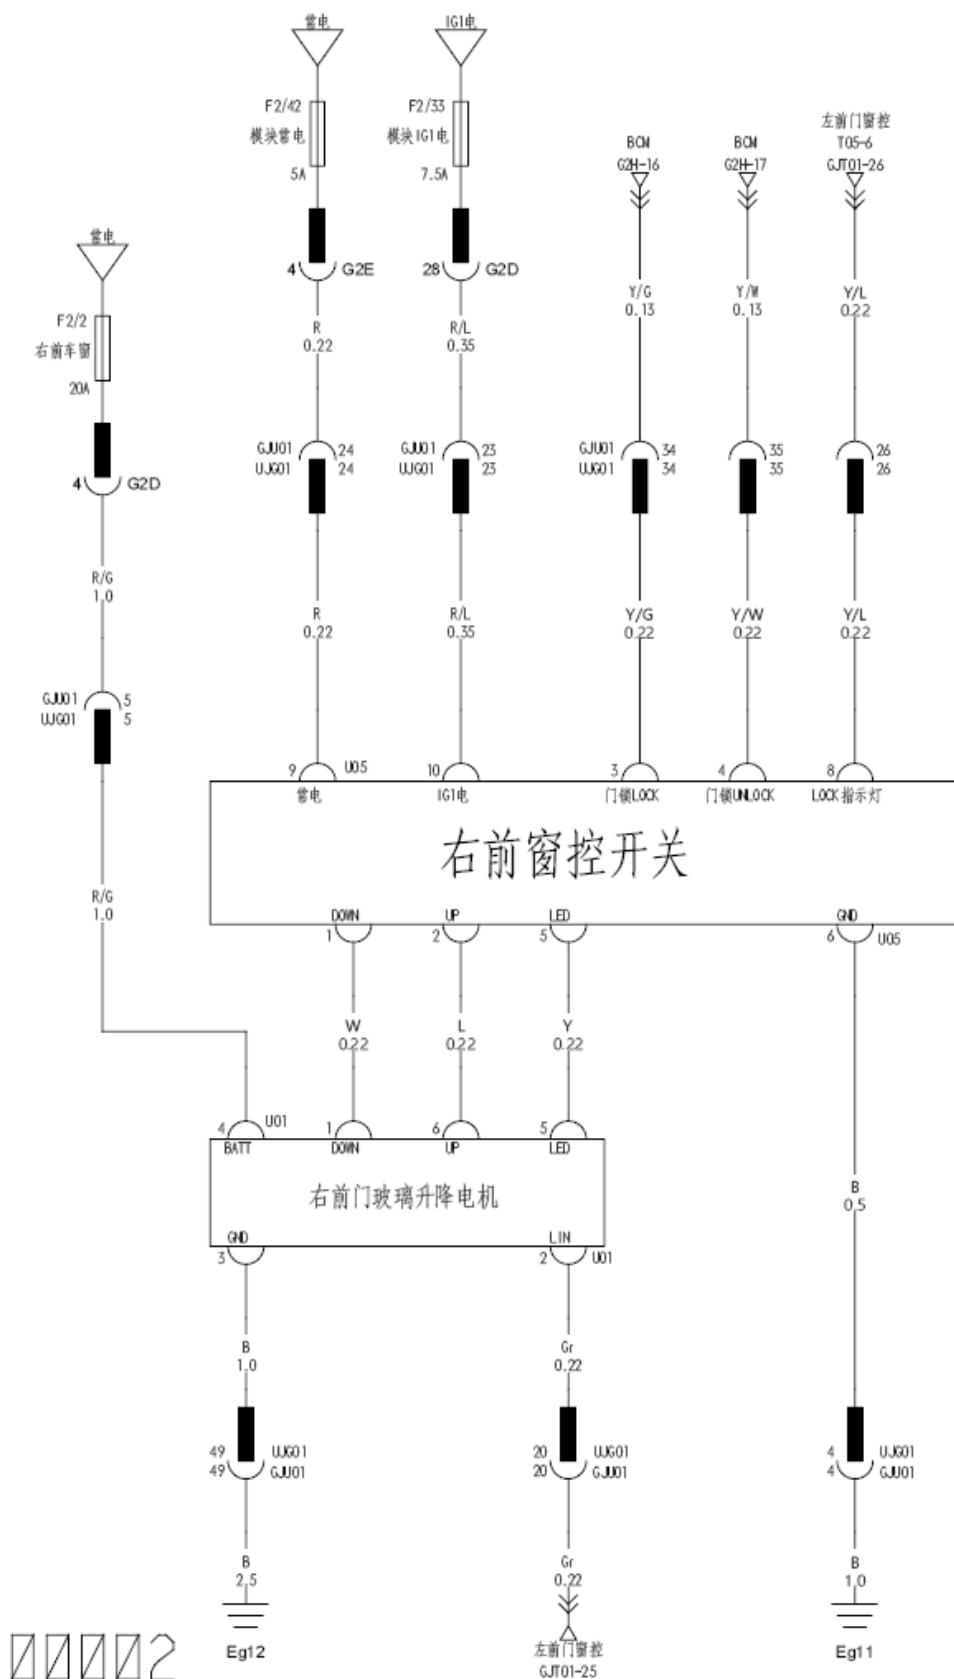 常电
IG1电
F2/42
模块常电
5A
F2/33
模块IG1电
7.5A
BCM
G2H-16
BCM
G2H-17
左前门窗控
T05-6
GJT01-26
常电
F2/2
右前车窗
20A
4 G2E
28 G2D
R
0.22
R/L
0.35
Y/G
0.13
Y/W
0.13
Y/L
0.22
4 G2D
GJU01 24
UJG01 24
GJU01 23
UJG01 23
GJU01 34
UJG01 34
35
35
26
26
R/G
1.0
R
0.22
R/L
0.35
Y/G
0.22
Y/W
0.22
Y/L
0.22
GJU01 5
UJG01 5
9 U05
10
3
4
8
常电
IG1电
门锁LOCK
门锁UNLOCK
LOCK指示灯
右前窗控开关
R/G
1.0
DOWN
UP
LED
GND
1
2
5
6 U05
W
0.22
L
0.22
Y
0.22
4 U01
1
6
5
BATT
DOWN
UP
LED
右前门玻璃升降电机
B
0.5
GND
LIN
3
2 U01
B
1.0
Gr
0.22
49 UJG01
49 GJU01
20 UJG01
20 GJU01
4 UJG01
4 GJU01
B
2.5
Gr
0.22
B
1.0
Eg12
左前门窗控
GJT01-25
Eg11